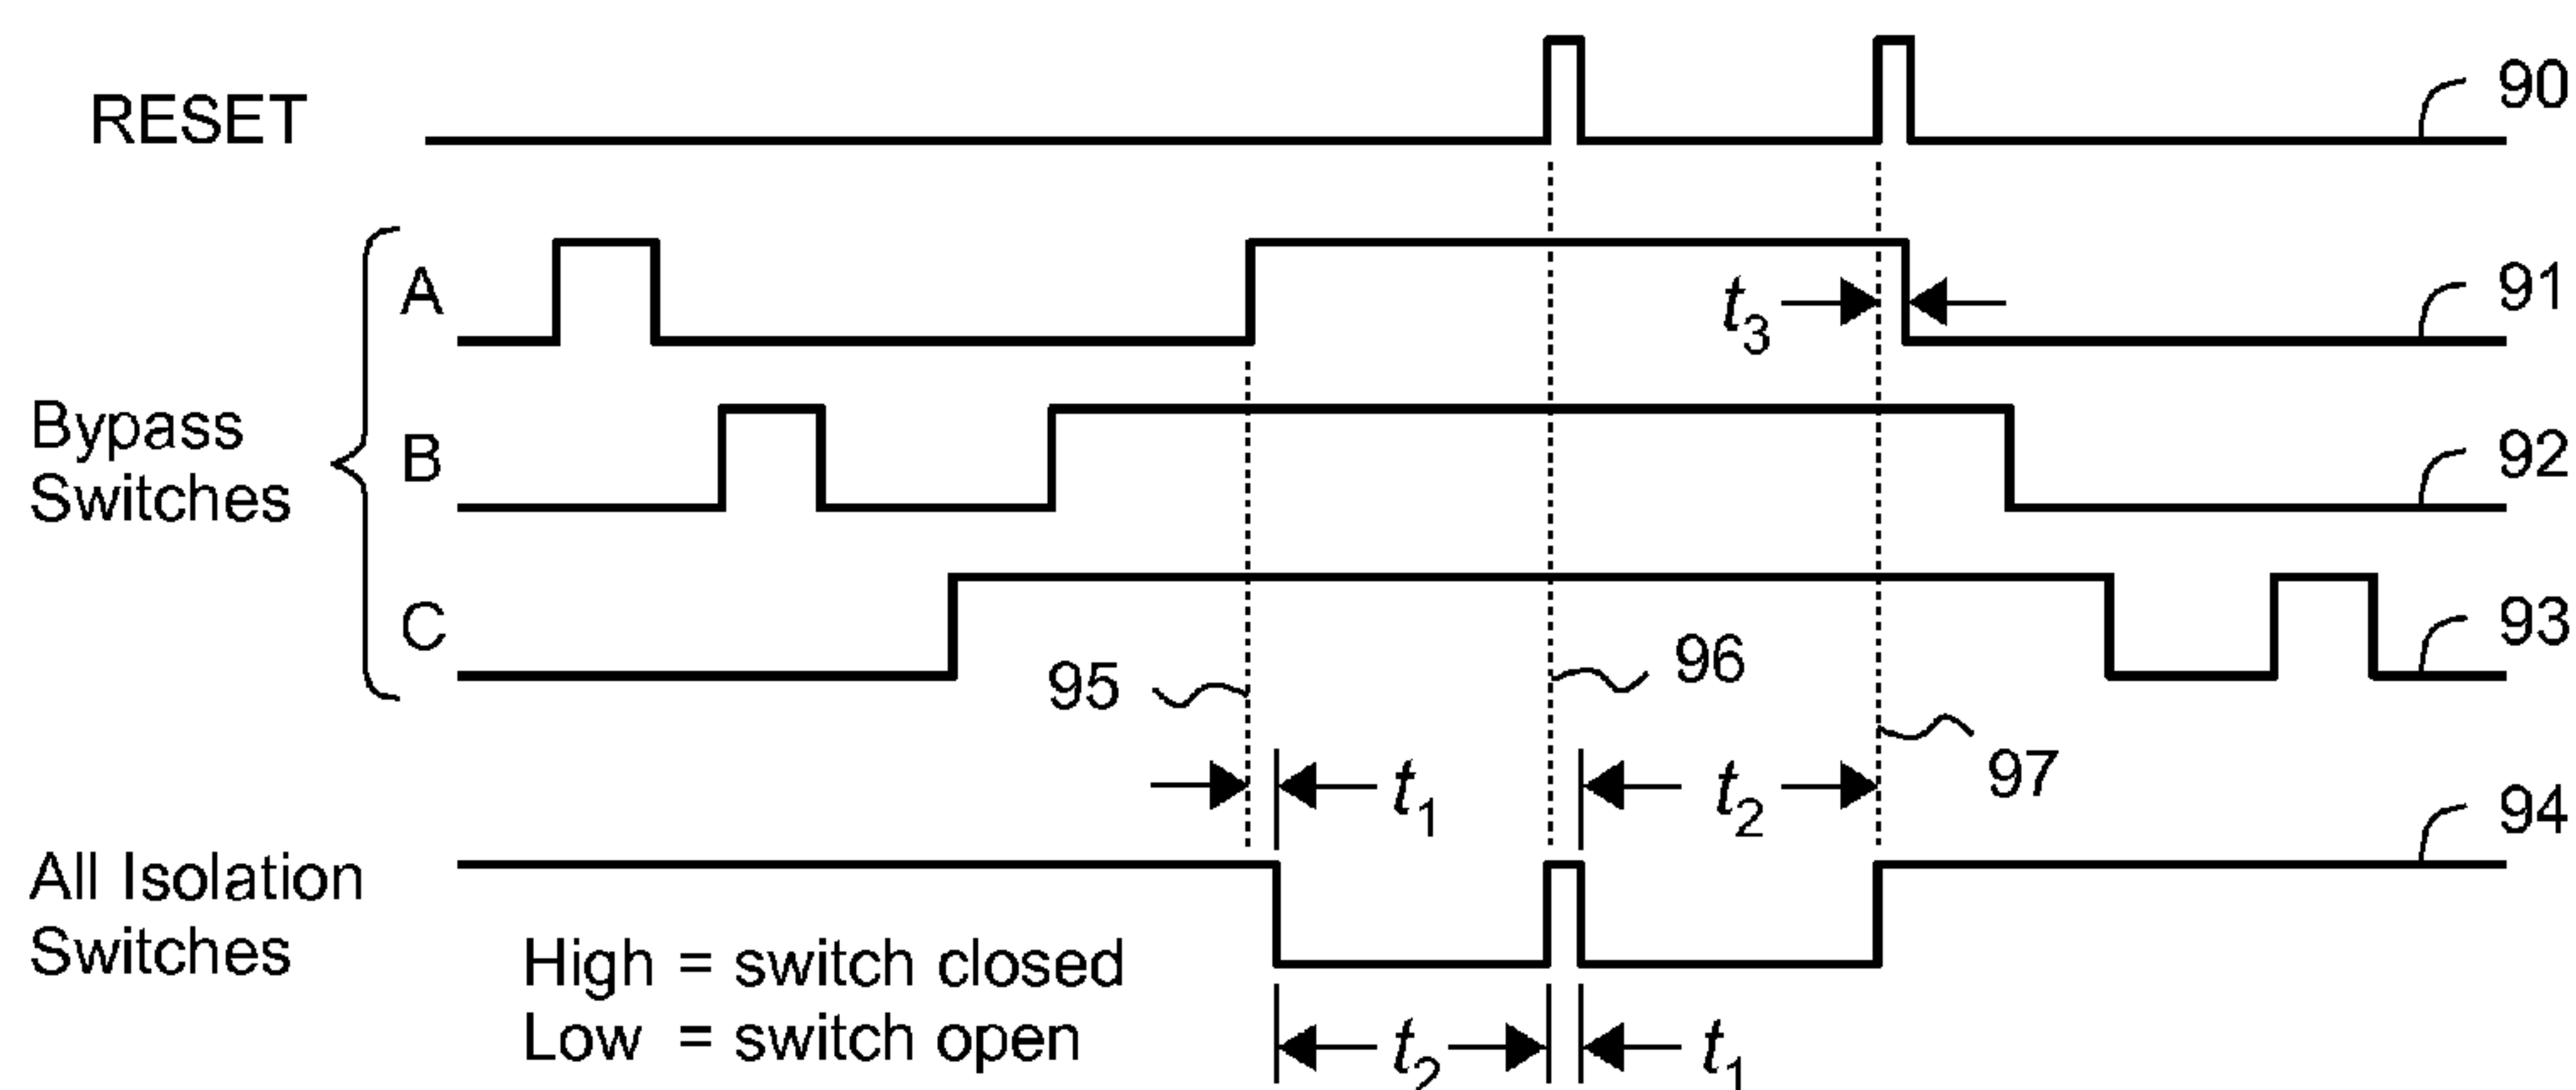 RESET
90
A
t3
91
Bypass
Switches
B
92
C
93
95
96
97
t1
t2
94
All Isolation
Switches
High = switch closed
Low = switch open
t2
t1